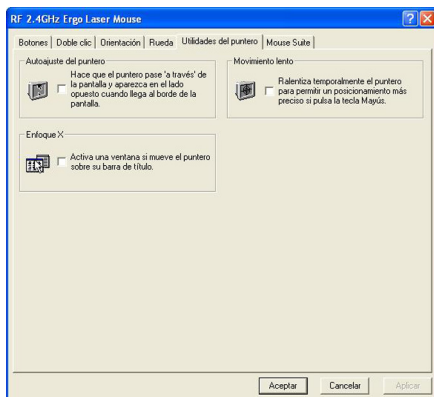 RF 2.4GHz Ergo Laser Mouse
Botones Doble clic Orientación Rueda Utilidades del puntero Mouse Suite
Autoajuste del puntero
Hace que el puntero pase 'a través' de
la pantalla y aparezca en el lado
opuesto cuando llega al borde de la
pantalla.
Movimiento lento
Ralentiza temporalmente el puntero
para permitir un posicionamiento más
preciso si pulsa la tecla Mayús.
Enfoque X
Activa una ventana si mueve el puntero
sobre su barra de título.
Aceptar Cancelar Aplicar